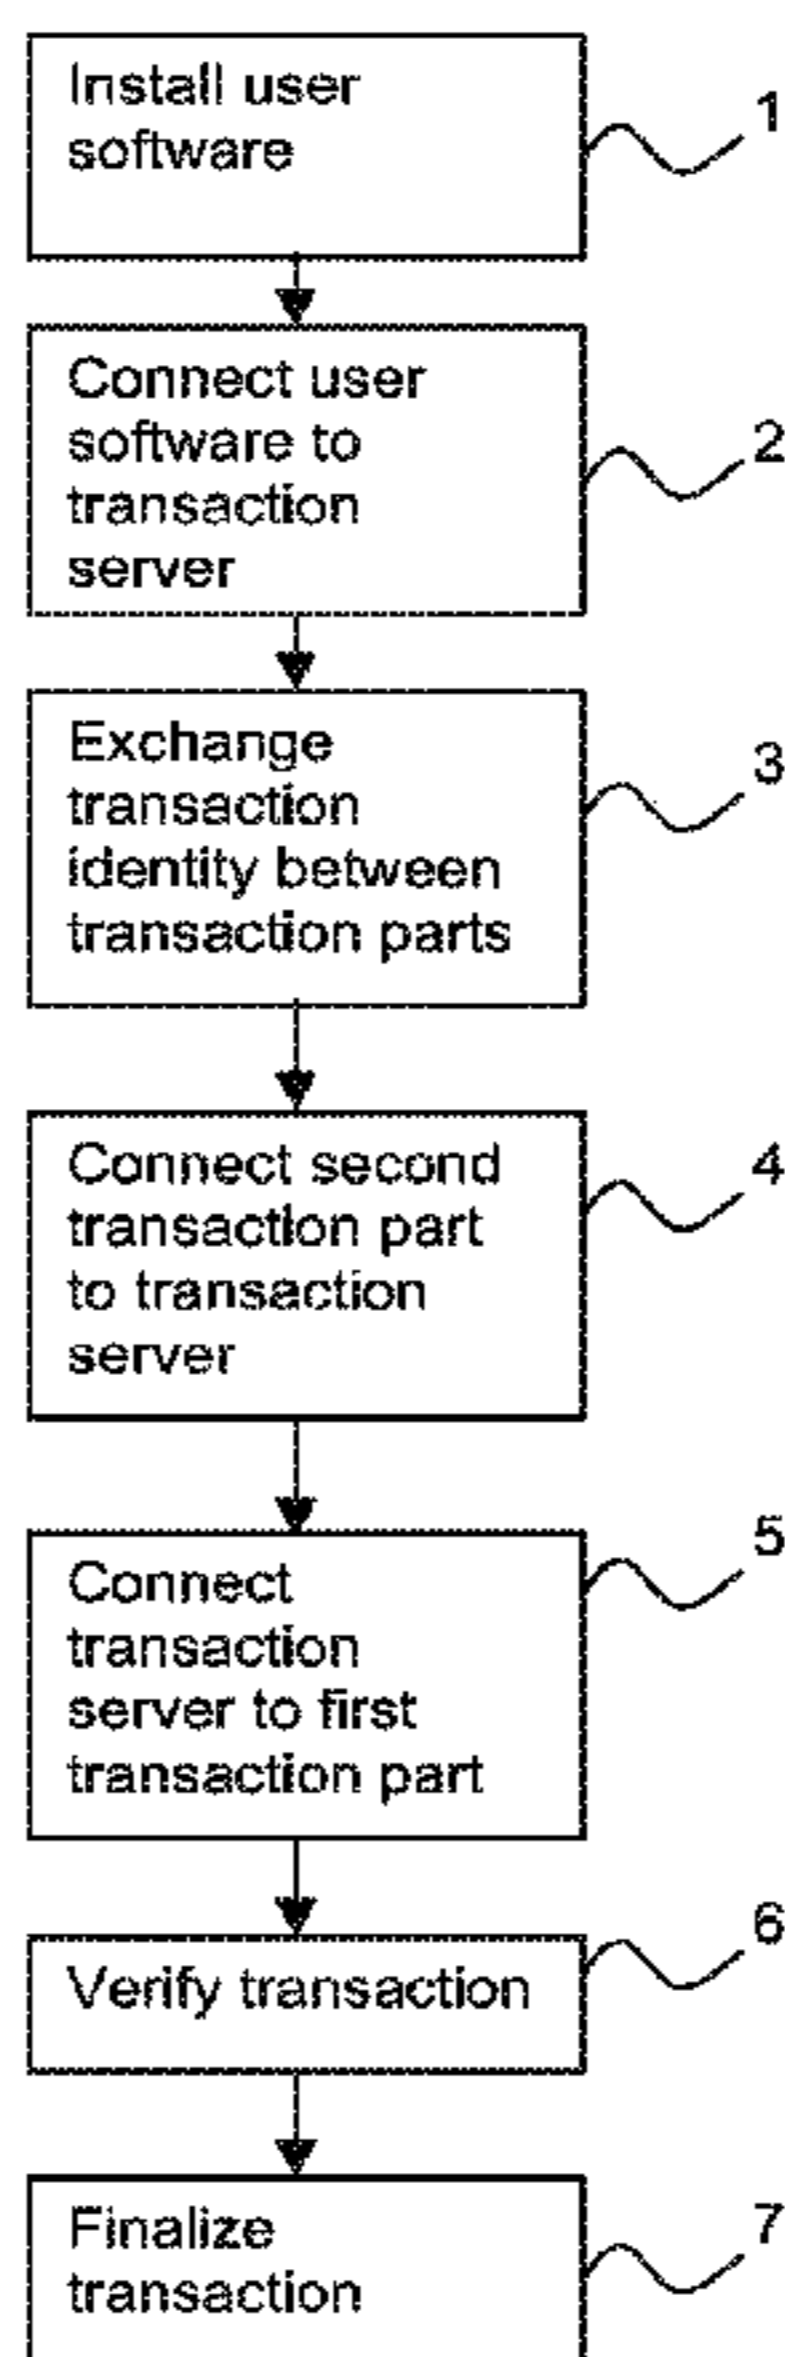 Install user
software
1
Connect user
software to
transaction
server
2
Exchange
transaction
identity between
transaction parts
3
Connect second
transaction part
to transaction
server
4
Connect
transaction
server to first
transaction part
5
Verify transaction
6
Finalize
transaction
7